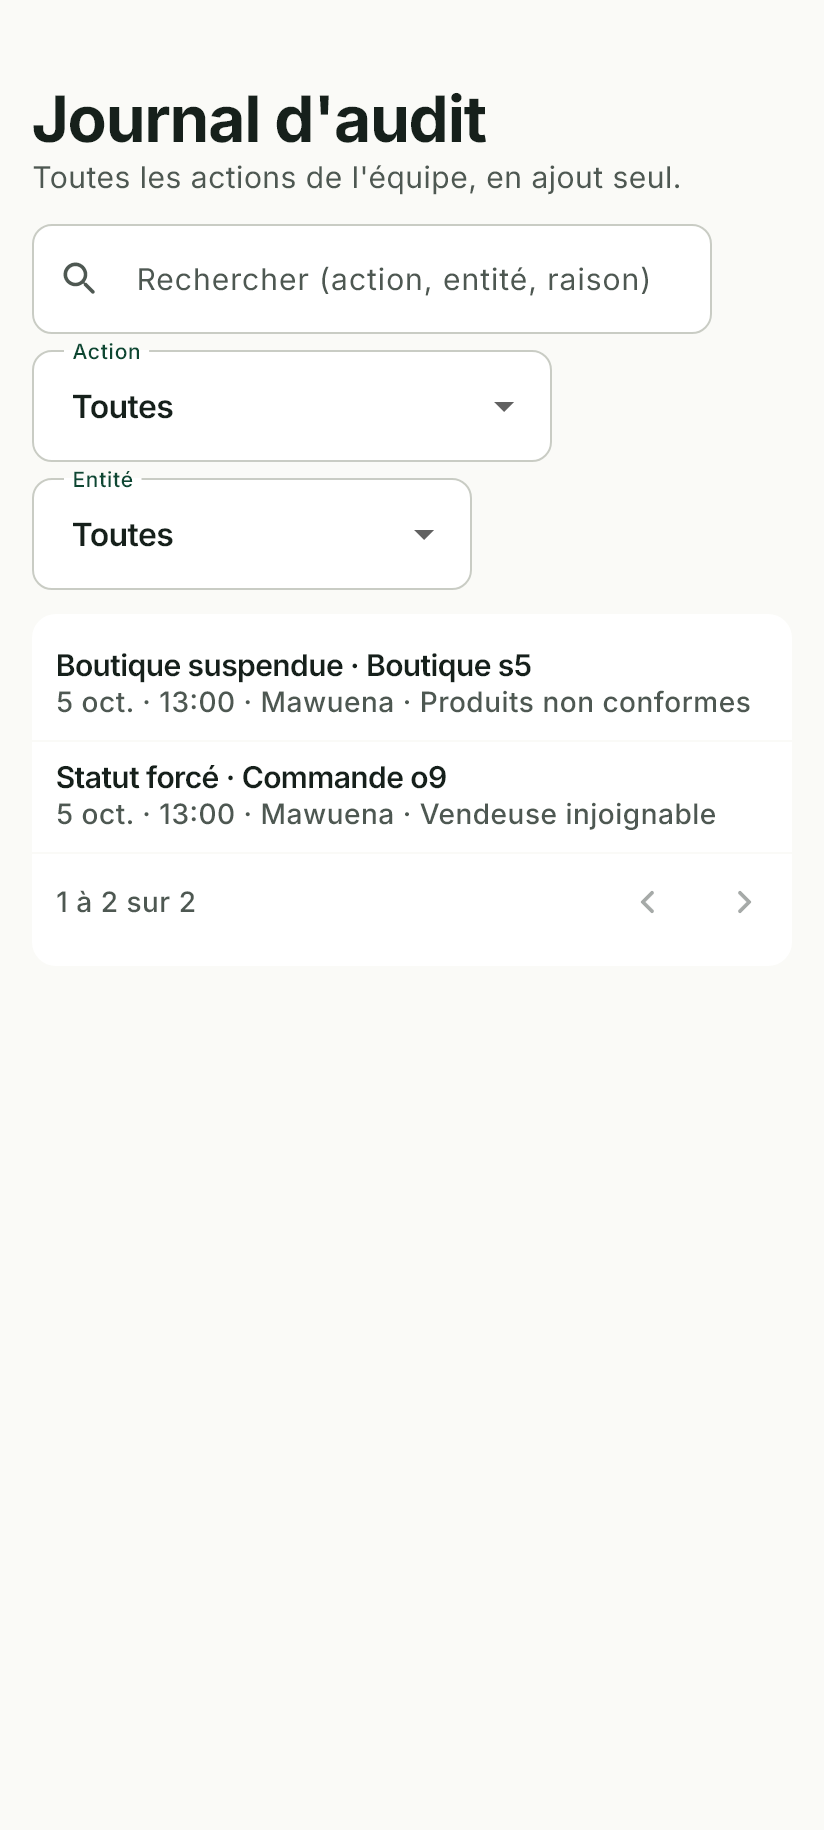 Journal d'audit
Toutes les actions de l'équipe, en ajout seul.
Rechercher (action, entité, raison)
Action
Toutes
Entité
Toutes
Boutique suspendue · Boutique s5
5 oct. · 13:00 · Mawuena · Produits non conformes
Statut forcé · Commande o9
5 oct. · 13:00 · Mawuena · Vendeuse injoignable
1 à 2 sur 2